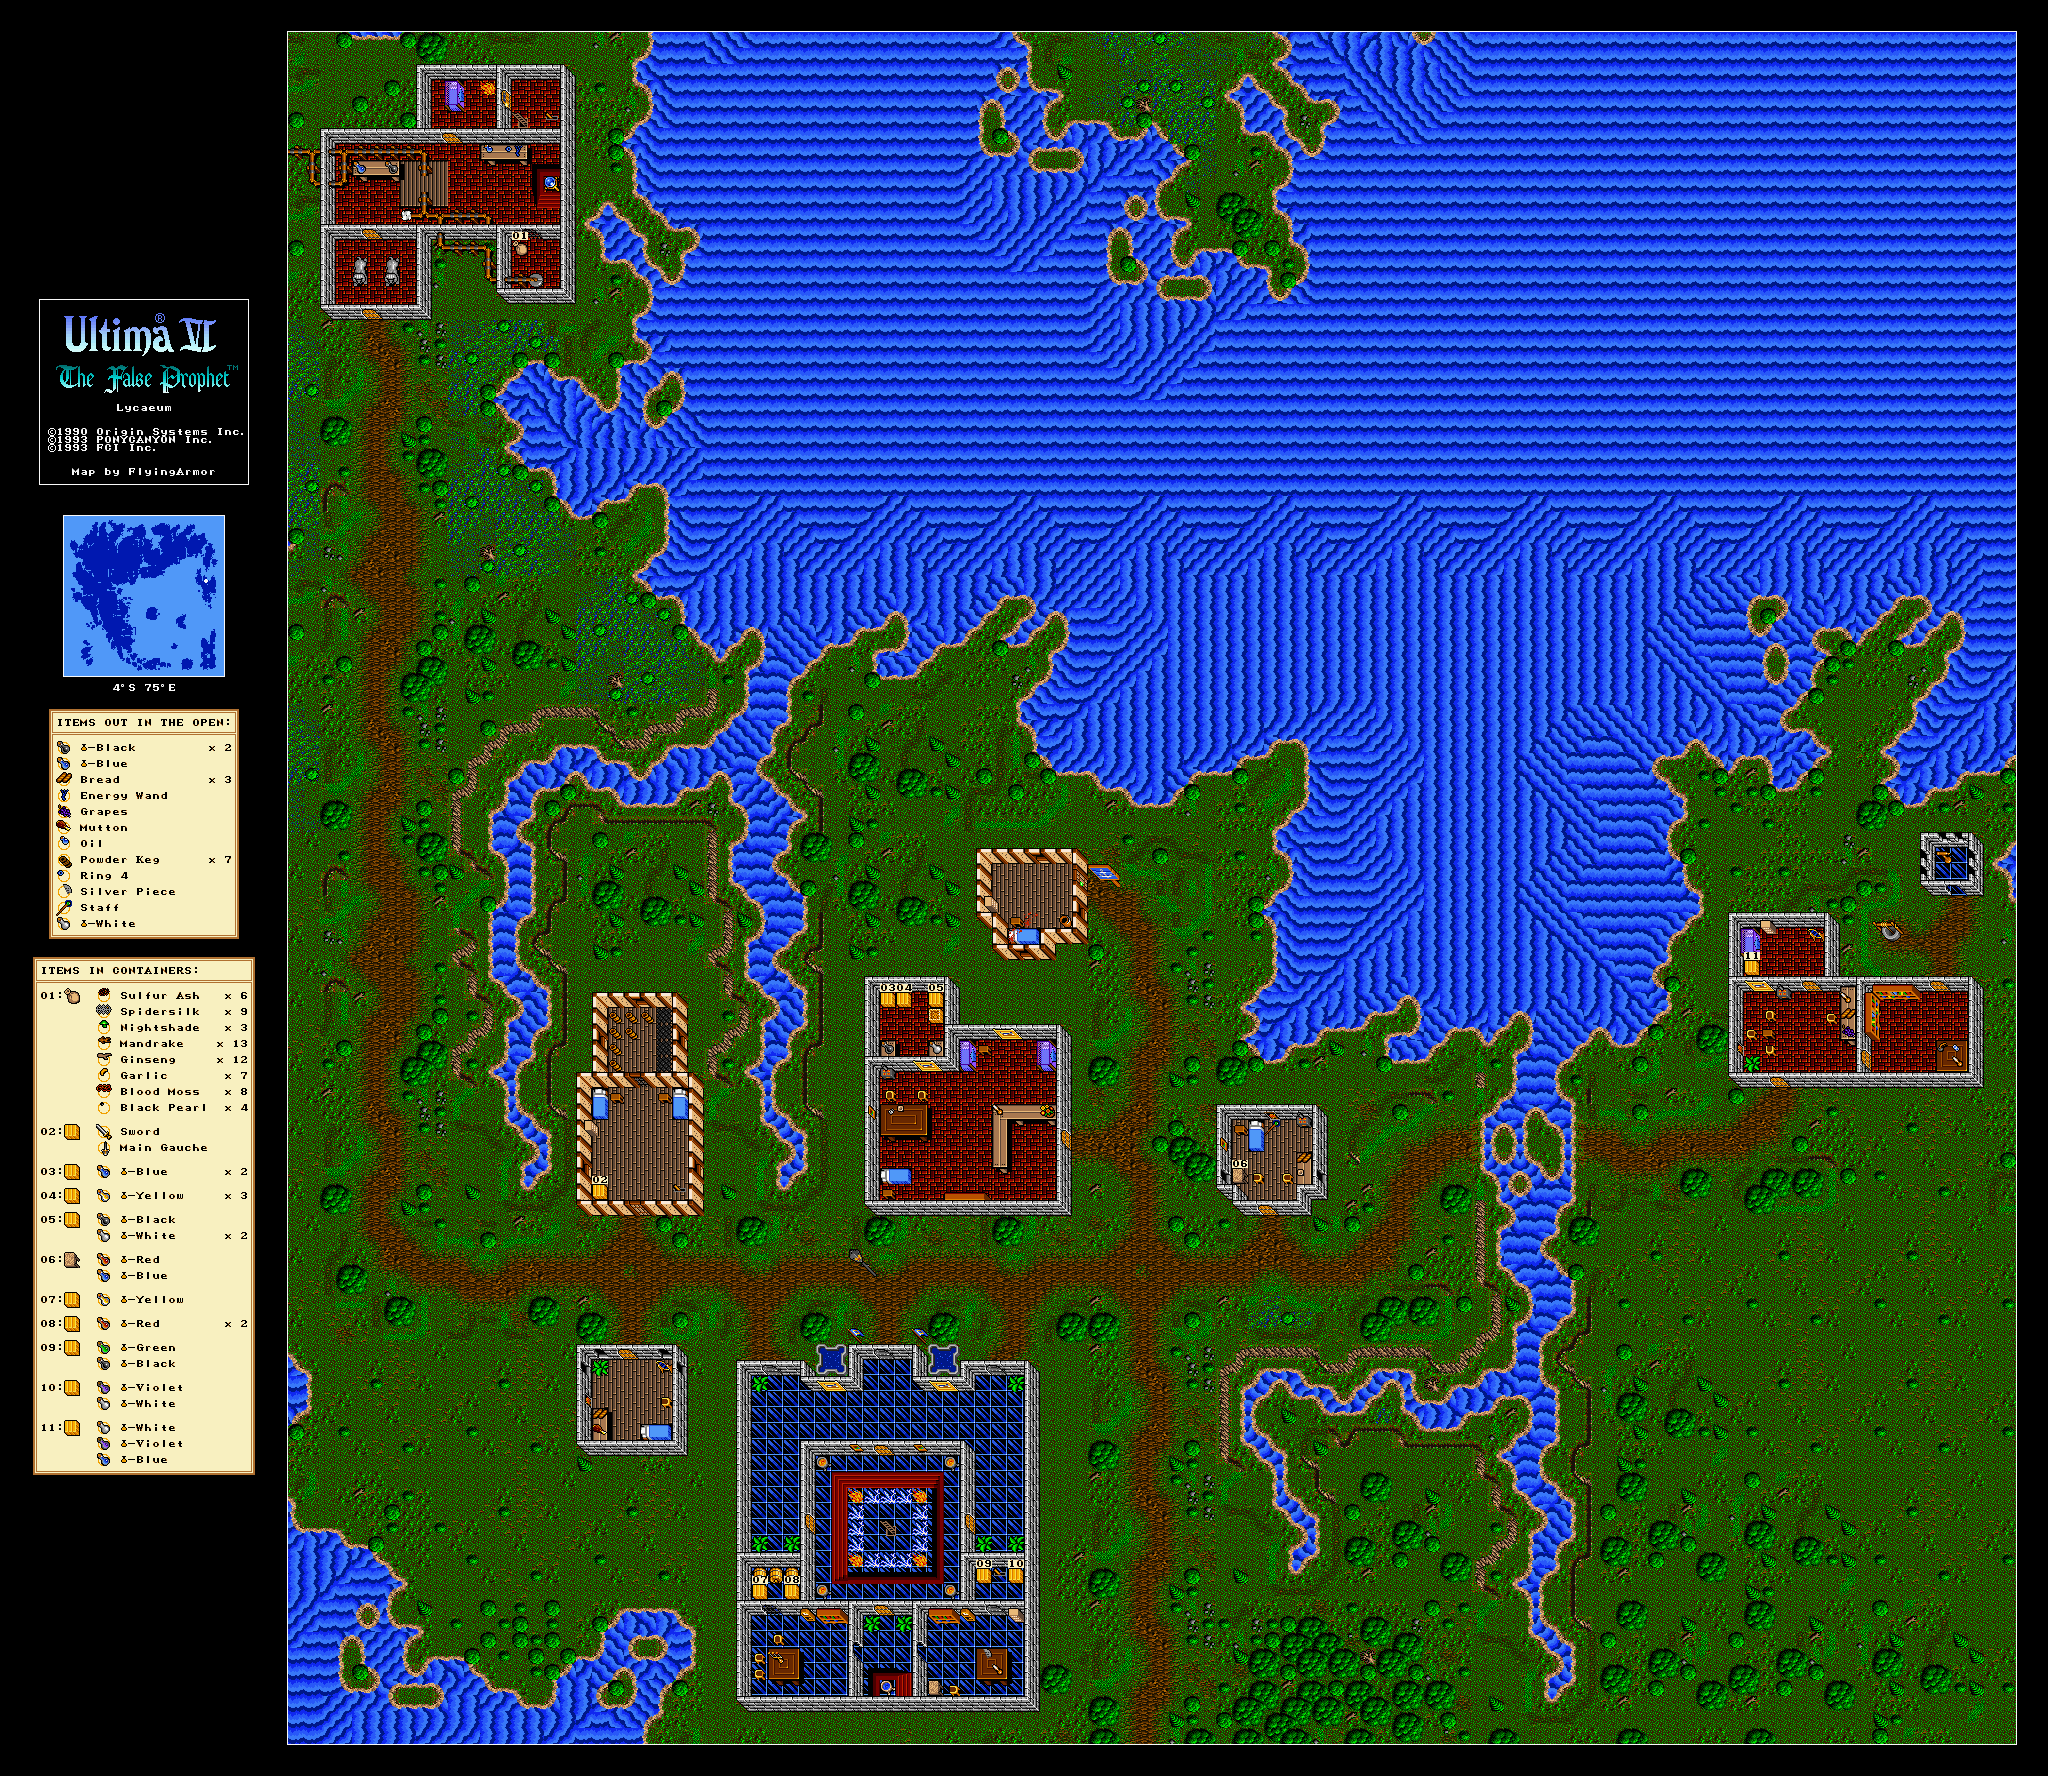 Ultima® VI
The False Prophet™
Lycaeum
©1990 Origin Systems Inc.
©1993 PONYCANYON Inc.
©1993 FCI Inc.
Map by FlyingArmor
4°S 75°E
ITEMS OUT IN THE OPEN:
δ-Black x 2
δ-Blue
Bread x 3
Energy Wand
Grapes
Mutton
Oil
Powder Keg x 7
Ring 4
Silver Piece
Staff
δ-White
ITEMS IN CONTAINERS:
01: Sulfur Ash x 6
Spidersilk x 9
Nightshade x 3
Mandrake x 13
Ginseng x 12
Garlic x 7
Blood Moss x 8
Black Pearl x 4
02: Sword
Main Gauche
03: δ-Blue x 2
04: δ-Yellow x 3
05: δ-Black
δ-White x 2
06: δ-Red
δ-Blue
07: δ-Yellow
08: δ-Red x 2
09: δ-Green
δ-Black
10: δ-Violet
δ-White
11: δ-White
δ-Violet
δ-Blue
01
11
03 04 05
06
02
09 10
07 08